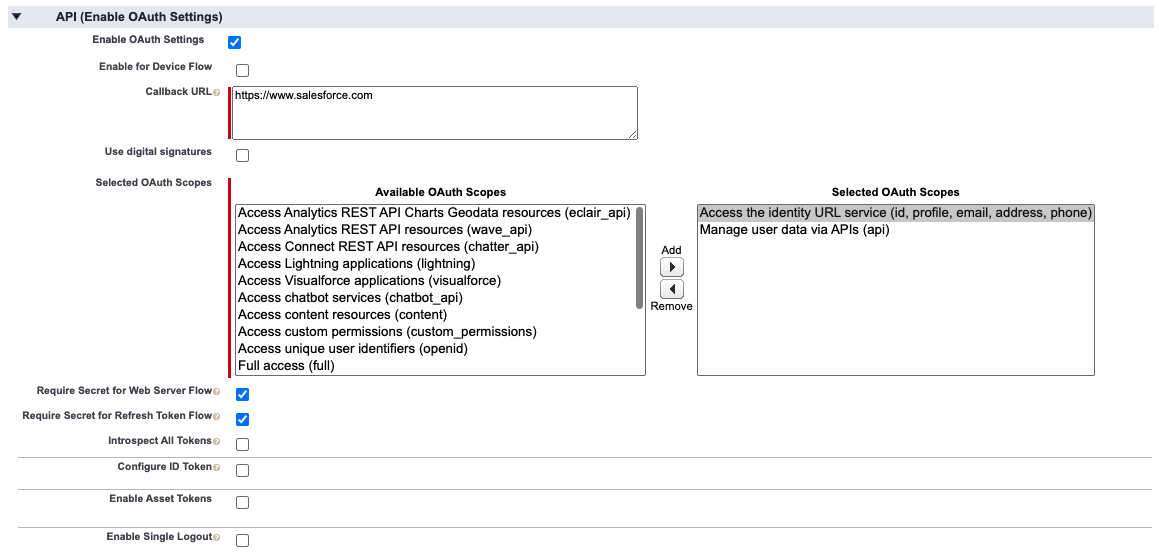 API (Enable OAuth Settings)
Enable OAuth Settings
Enable for Device Flow
Callback URL
https://www.salesforce.com
Use digital signatures
Selected OAuth Scopes
Available OAuth Scopes
Access Analytics REST API Charts Geodata resources (eclair_api)
Access Analytics REST API resources (wave_api)
Access Connect REST API resources (chatter_api)
Access Lightning applications (lightning)
Access Visualforce applications (visualforce)
Access chatbot services (chatbot_api)
Access content resources (content)
Access custom permissions (custom_permissions)
Access unique user identifiers (openid)
Full access (full)
Add
Remove
Selected OAuth Scopes
Access the identity URL service (id, profile, email, address, phone)
Manage user data via APIs (api)
Require Secret for Web Server Flow
Require Secret for Refresh Token Flow
Introspect All Tokens
Configure ID Token
Enable Asset Tokens
Enable Single Logout